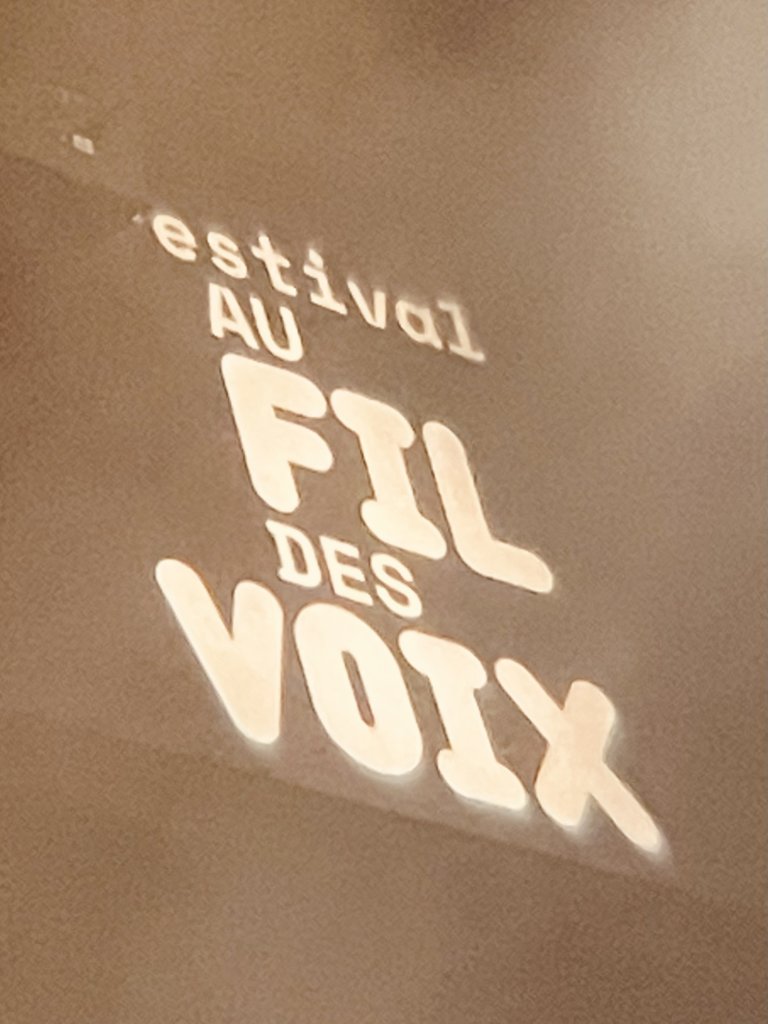 estival
AU
FIL
DES
VOIX